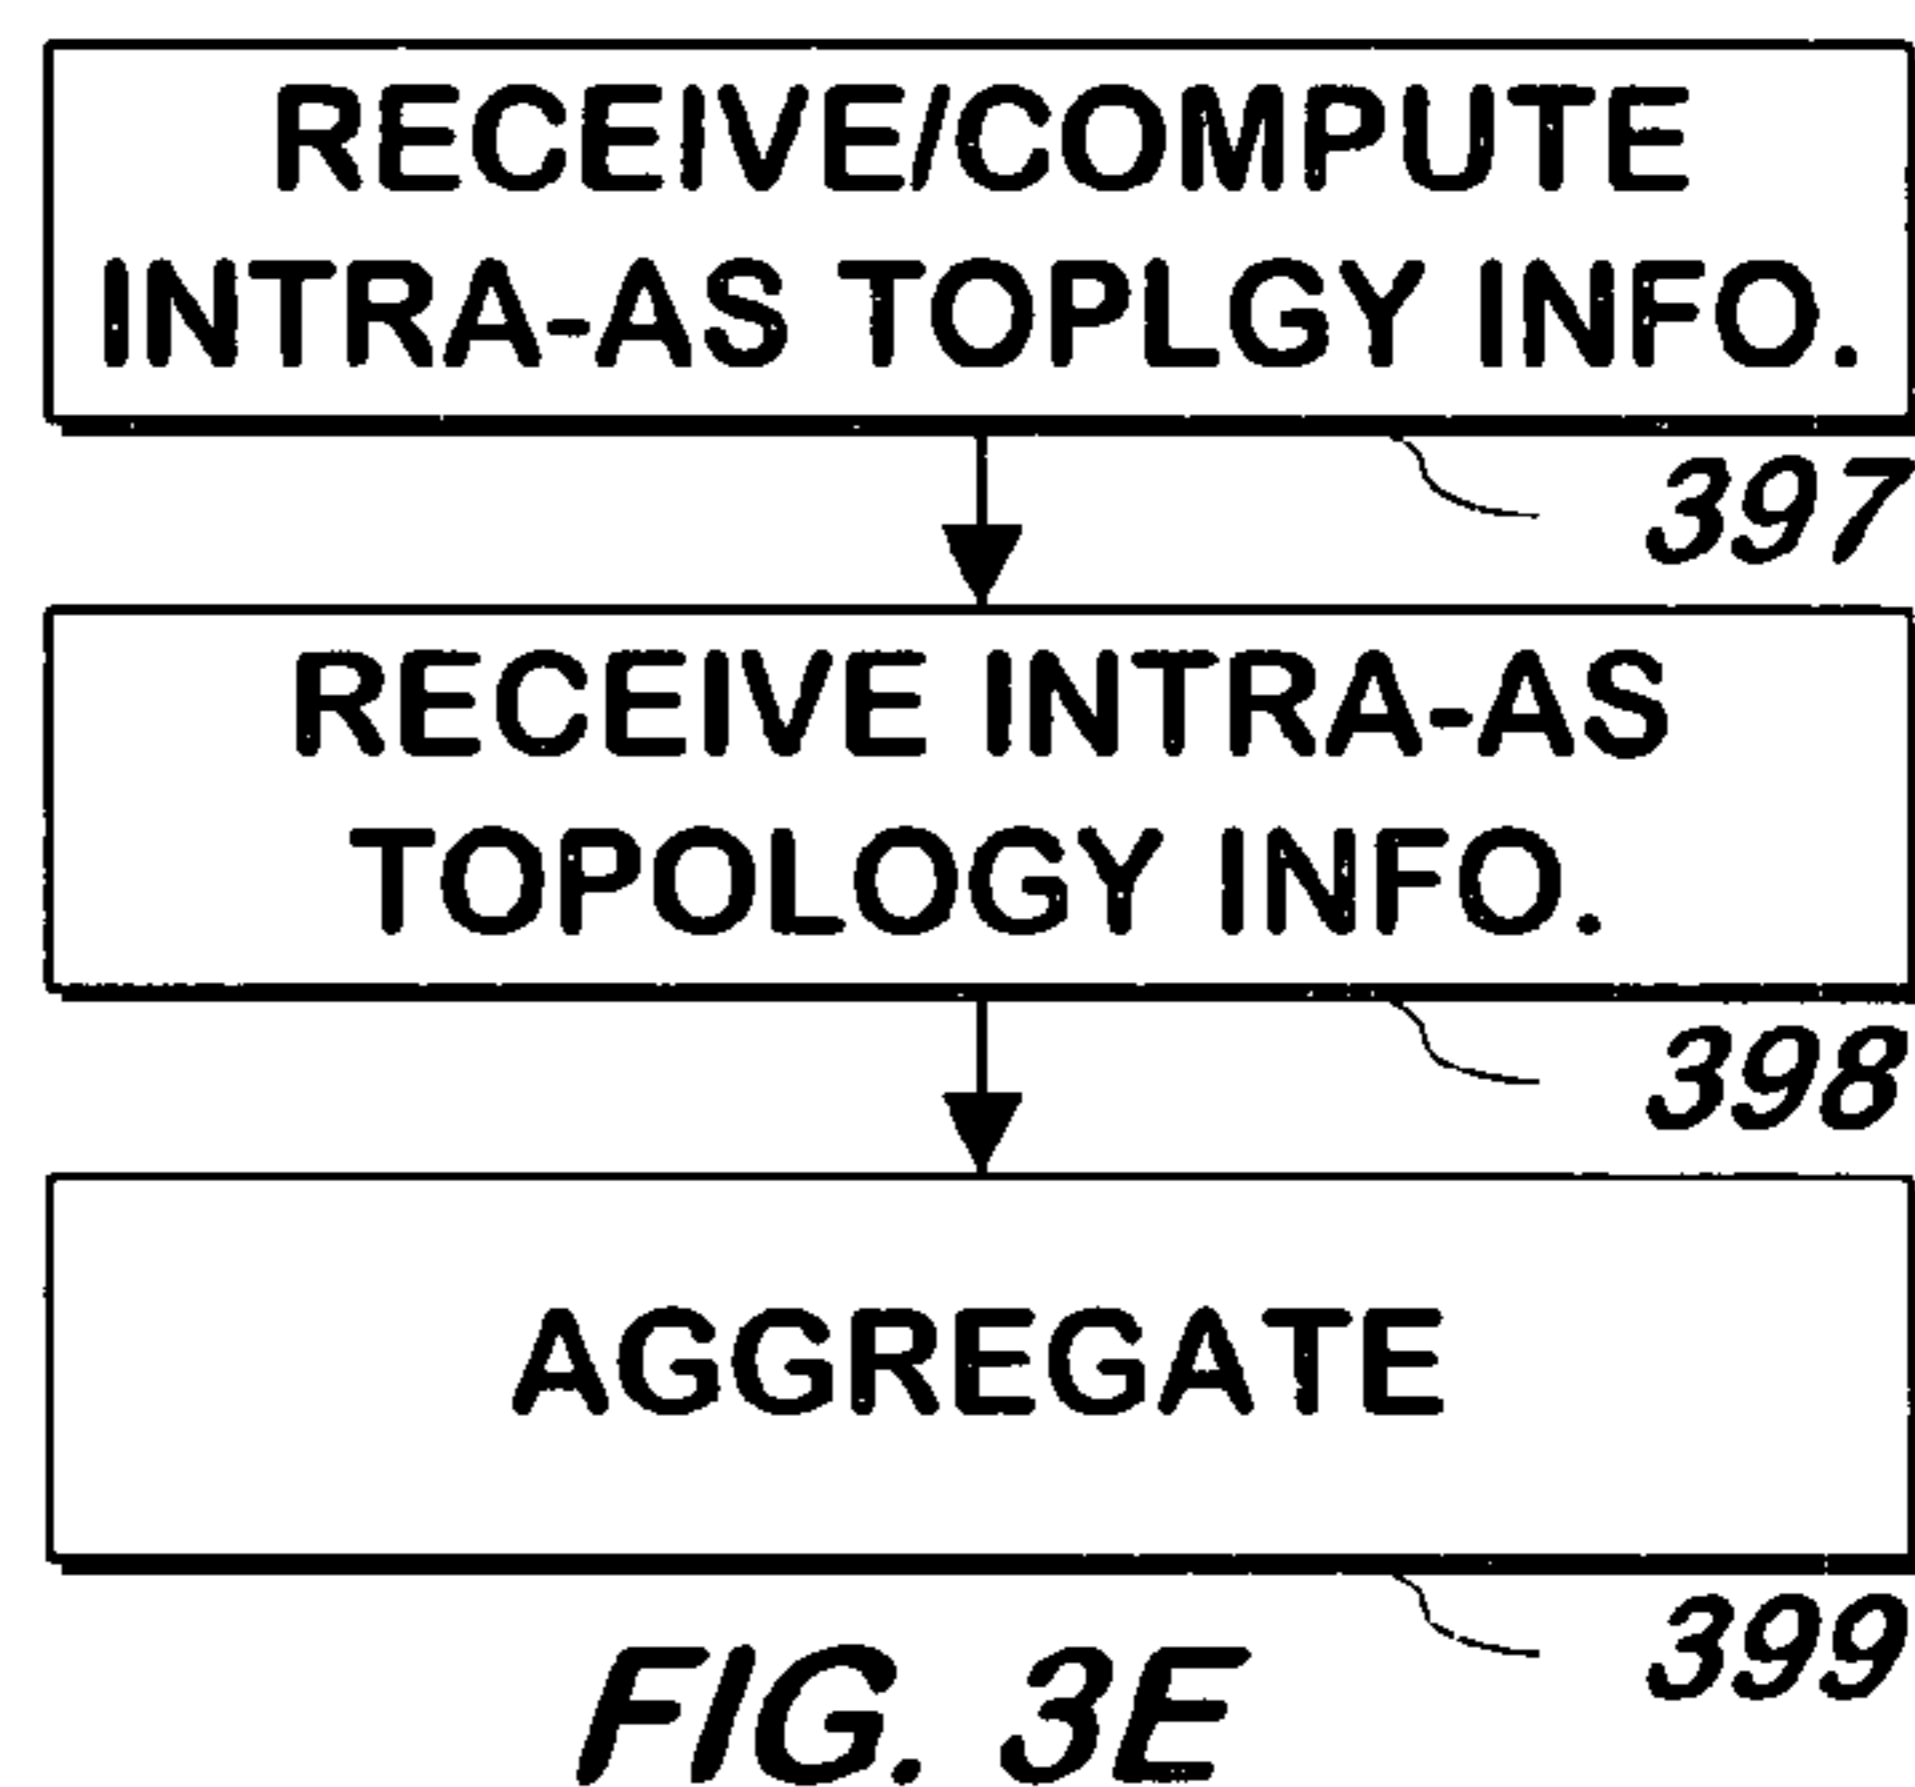 RECEIVE/COMPUTE
INTRA-AS TOPLGY INFO.
397
RECEIVE INTRA-AS
TOPOLOGY INFO.
398
AGGREGATE
399
FIG. 3E